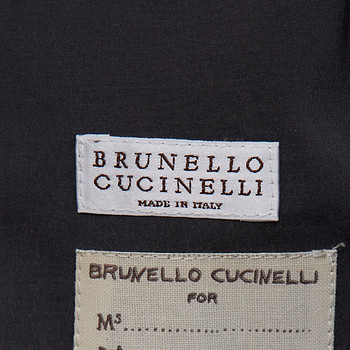 BRUNELLO
CUCINELLI
MADE IN ITALY
BRUNELLO CUCINELLI
FOR
Ms..............................